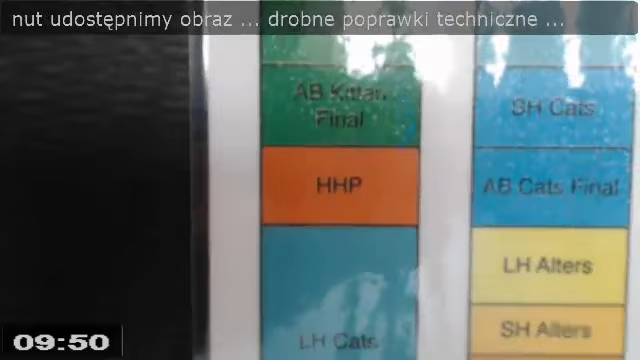 nut udostępnimy obraz ... drobne poprawki techniczne ...
AB Kitten
Final
HHP
LH Cats
SH Cats
AB Cats Final
LH Alters
SH Alters
09:50